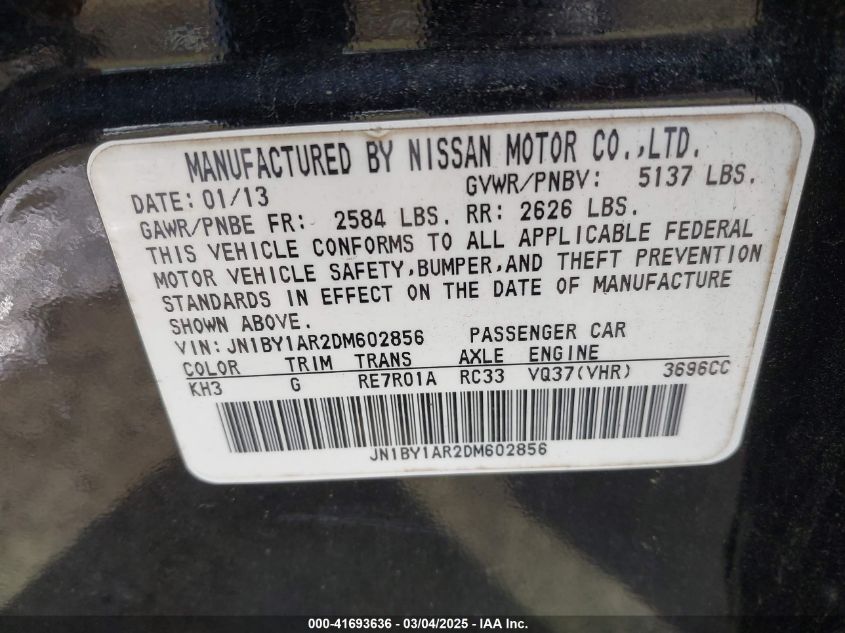 MANUFACTURED BY NISSAN MOTOR CO.,LTD.
DATE: 01/13 GVWR/PNBV: 5137 LBS.
GAWR/PNBE FR: 2584 LBS. RR: 2626 LBS.
THIS VEHICLE CONFORMS TO ALL APPLICABLE FEDERAL
MOTOR VEHICLE SAFETY,BUMPER,AND THEFT PREVENTION
STANDARDS IN EFFECT ON THE DATE OF MANUFACTURE
SHOWN ABOVE.
VIN: JN1BY1AR2DM602856 PASSENGER CAR
COLOR TRIM TRANS AXLE ENGINE
KH3 G RE7R01A RC33 VQ37(VHR) 3696CC
JN1BY1AR2DM602856
000-41693636 - 03/04/2025 - IAA Inc.